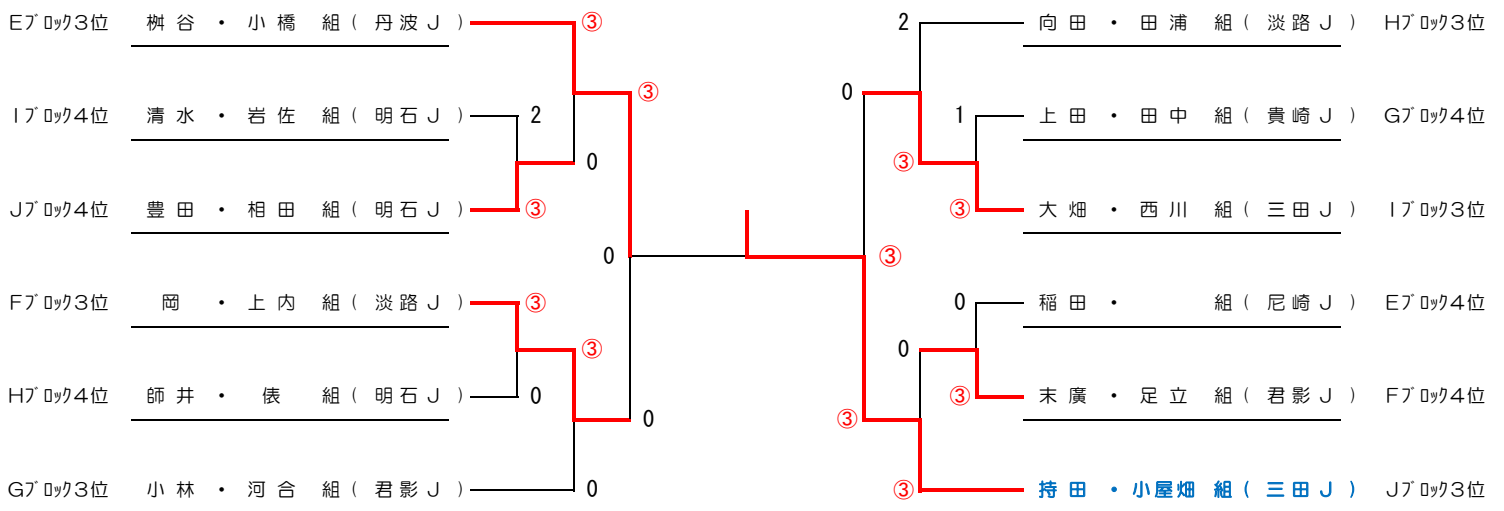 Eブロック3位 桝谷・小橋 組(丹波J) ③ 2 向田・田浦 組(淡路J) Hブロック3位
③ 0
Iブロック4位 清水・岩佐 組(明石J) 2 1 上田・田中 組(貴崎J) Gブロック4位
0 ③
Jブロック4位 豊田・相田 組(明石J) ③ ③ 大畑・西川 組(三田J) Iブロック3位
0 ③
Fブロック3位 岡・上内 組(淡路J) ③ 0 稲田・ 組(尼崎J) Eブロック4位
③ 0
Hブロック4位 師井・俵 組(明石J) 0 ③ 末廣・足立 組(君影J) Fブロック4位
0 ③
Gブロック3位 小林・河合 組(君影J) 0 ③ 持田・小屋畑 組(三田J) Jブロック3位